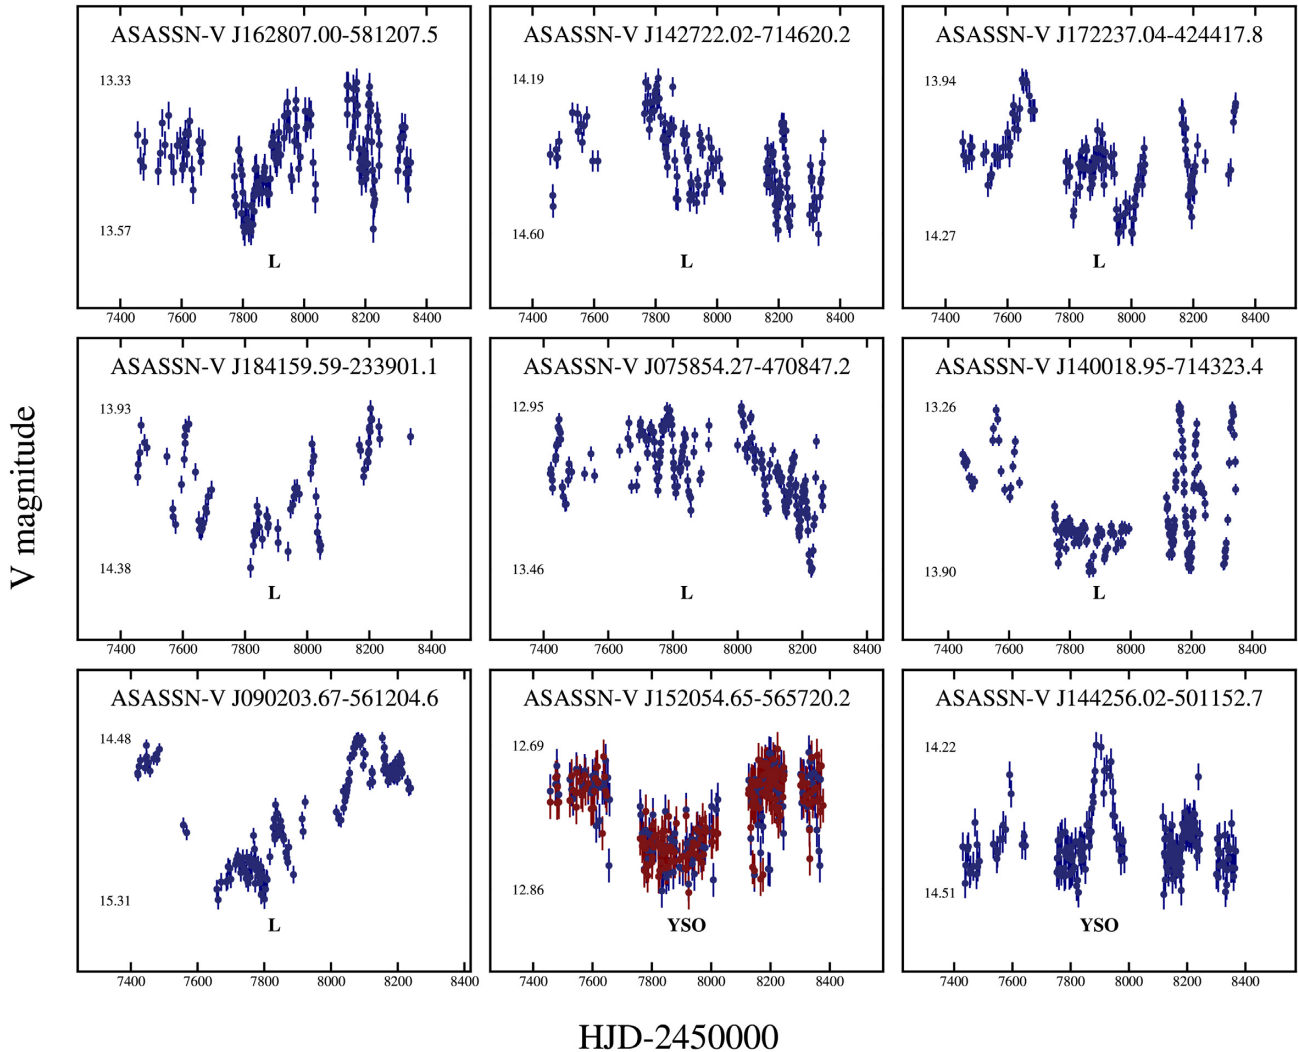 ASASSN-V J162807.00-581207.5
13.33
13.57
L
7400 7600 7800 8000 8200 8400
ASASSN-V J142722.02-714620.2
14.19
14.60
L
7400 7600 7800 8000 8200 8400
ASASSN-V J172237.04-424417.8
13.94
14.27
L
7400 7600 7800 8000 8200 8400
ASASSN-V J184159.59-233901.1
13.93
14.38
L
7400 7600 7800 8000 8200 8400
ASASSN-V J075854.27-470847.2
12.95
13.46
L
7400 7600 7800 8000 8200 8400
ASASSN-V J140018.95-714323.4
13.26
13.90
L
7400 7600 7800 8000 8200 8400
ASASSN-V J090203.67-561204.6
14.48
15.31
L
7400 7600 7800 8000 8200 8400
ASASSN-V J152054.65-565720.2
12.69
12.86
YSO
7400 7600 7800 8000 8200 8400
ASASSN-V J144256.02-501152.7
14.22
14.51
YSO
7400 7600 7800 8000 8200 8400
V magnitude
HJD-2450000